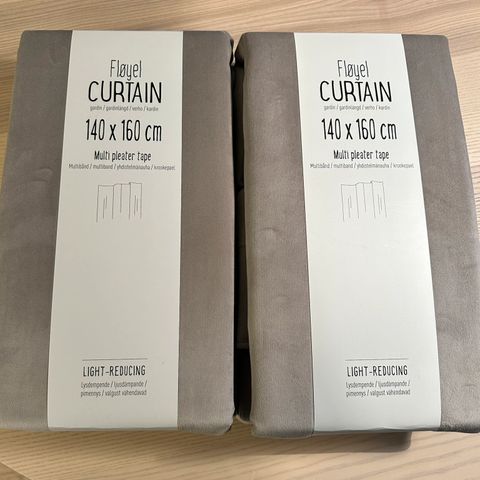 Fløyel
CURTAIN
gardin / gardinlängd / verho / kardin
140 x 160 cm
Multi pleater tape
Multibånd / multiband / yhdistelmänauha / krookepael
LIGHT-REDUCING
Lysdempende / ljusdämpande /
pimennys / valgust vähendavad
Fløyel
CURTAIN
gardin / gardinlängd / verho / kardin
140 x 160 cm
Multi pleater tape
Multibånd / multiband / yhdistelmänauha / krookepael
LIGHT-REDUCING
Lysdempende / ljusdämpande /
pimennys / valgust vähendavad